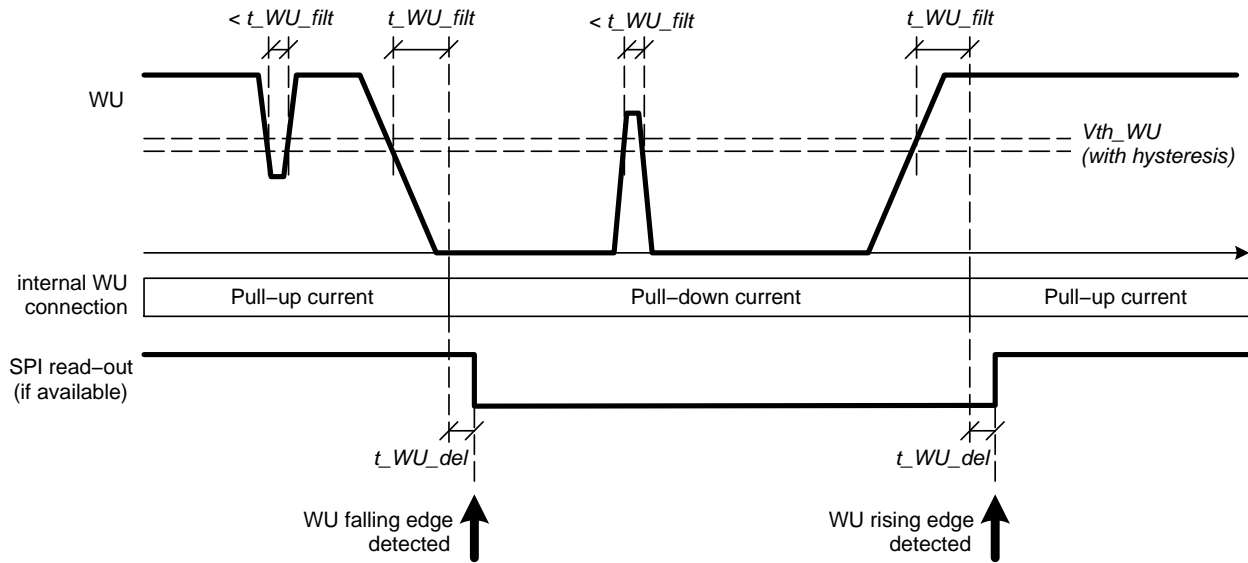 < t_WU_filt
t_WU_filt
< t_WU_filt
t_WU_filt
WU
Vth_WU
(with hysteresis)
internal WU
connection
Pull−up current
Pull−down current
Pull−up current
SPI read−out
(if available)
t_WU_del
t_WU_del
WU falling edge
detected
WU rising edge
detected